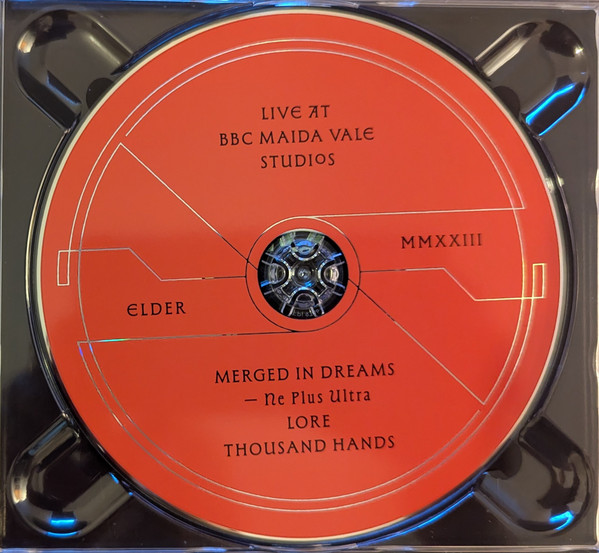 LIVE AT
BBC MAIDA VALE
STUDIOS
MMXXIII
ELDER
MERGED IN DREAMS
— Ne Plus Ultra
LORE
THOUSAND HANDS